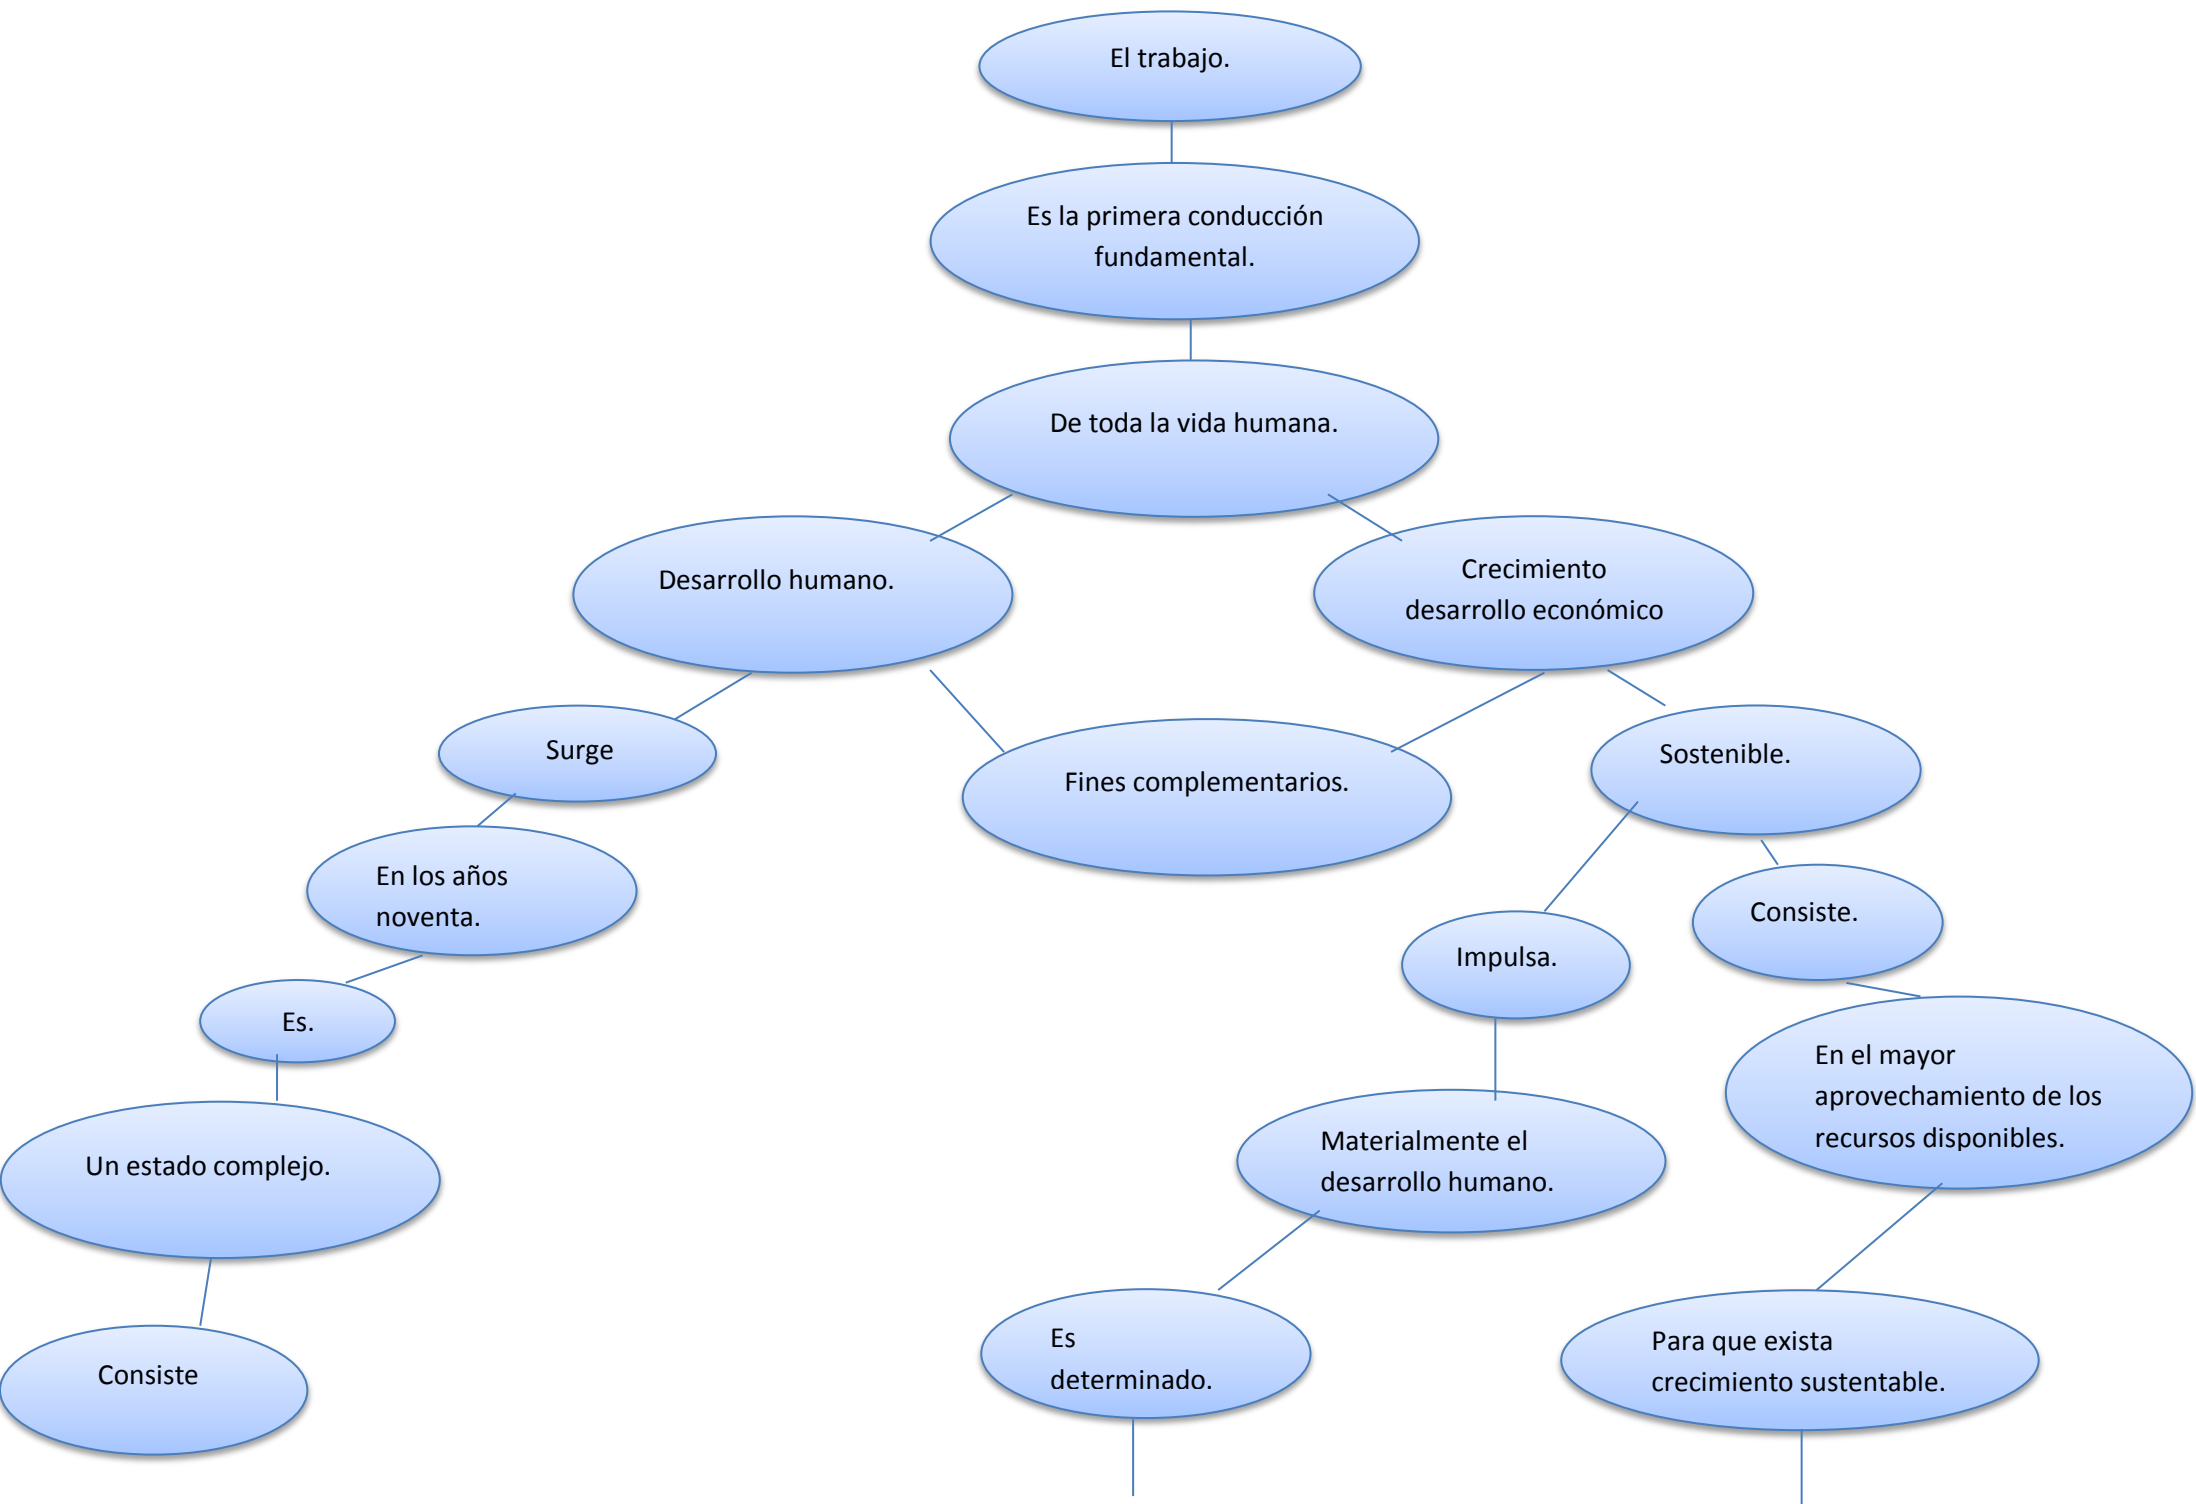 El trabajo.
Es la primera conducción
fundamental.
De toda la vida humana.
Desarrollo humano.
Crecimiento
desarrollo económico
Surge
Fines complementarios.
Sostenible.
En los años
noventa.
Impulsa.
Consiste.
Es.
En el mayor
aprovechamiento de los
recursos disponibles.
Un estado complejo.
Materialmente el
desarrollo humano.
Consiste
Es
determinado.
Para que exista
crecimiento sustentable.